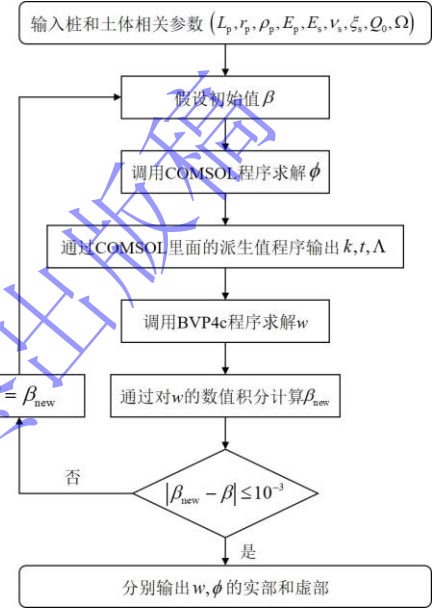 输入桩和土体相关参数 (L_p, r_p, ρ_p, E_p, E_s, ν_s, ξ_s, Q_0, Ω)
假设初始值 β
调用COMSOL程序求解 ϕ
通过COMSOL里面的派生值程序输出 k, t, Λ
调用BVP4c程序求解w
= β_new
通过对w的数值积分计算β_new
否
|β_new − β| ≤ 10⁻³
是
分别输出 w, ϕ 的实部和虚部
出版稿